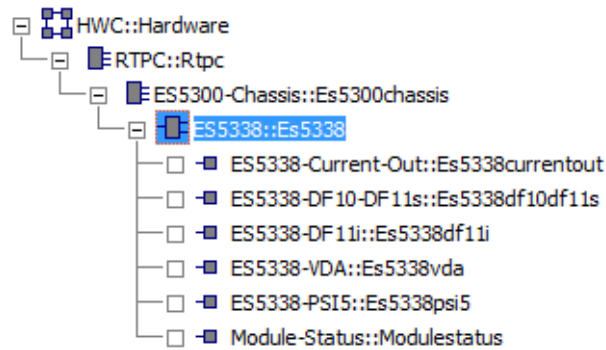 HWC::Hardware
RTPC::Rtpc
ES5300-Chassis::Es5300chassis
ES5338::Es5338
ES5338-Current-Out::Es5338currentout
ES5338-DF10-DF11s::Es5338df10df11s
ES5338-DF11i::Es5338df11i
ES5338-VDA::Es5338vda
ES5338-PSI5::Es5338psi5
Module-Status::Modulestatus